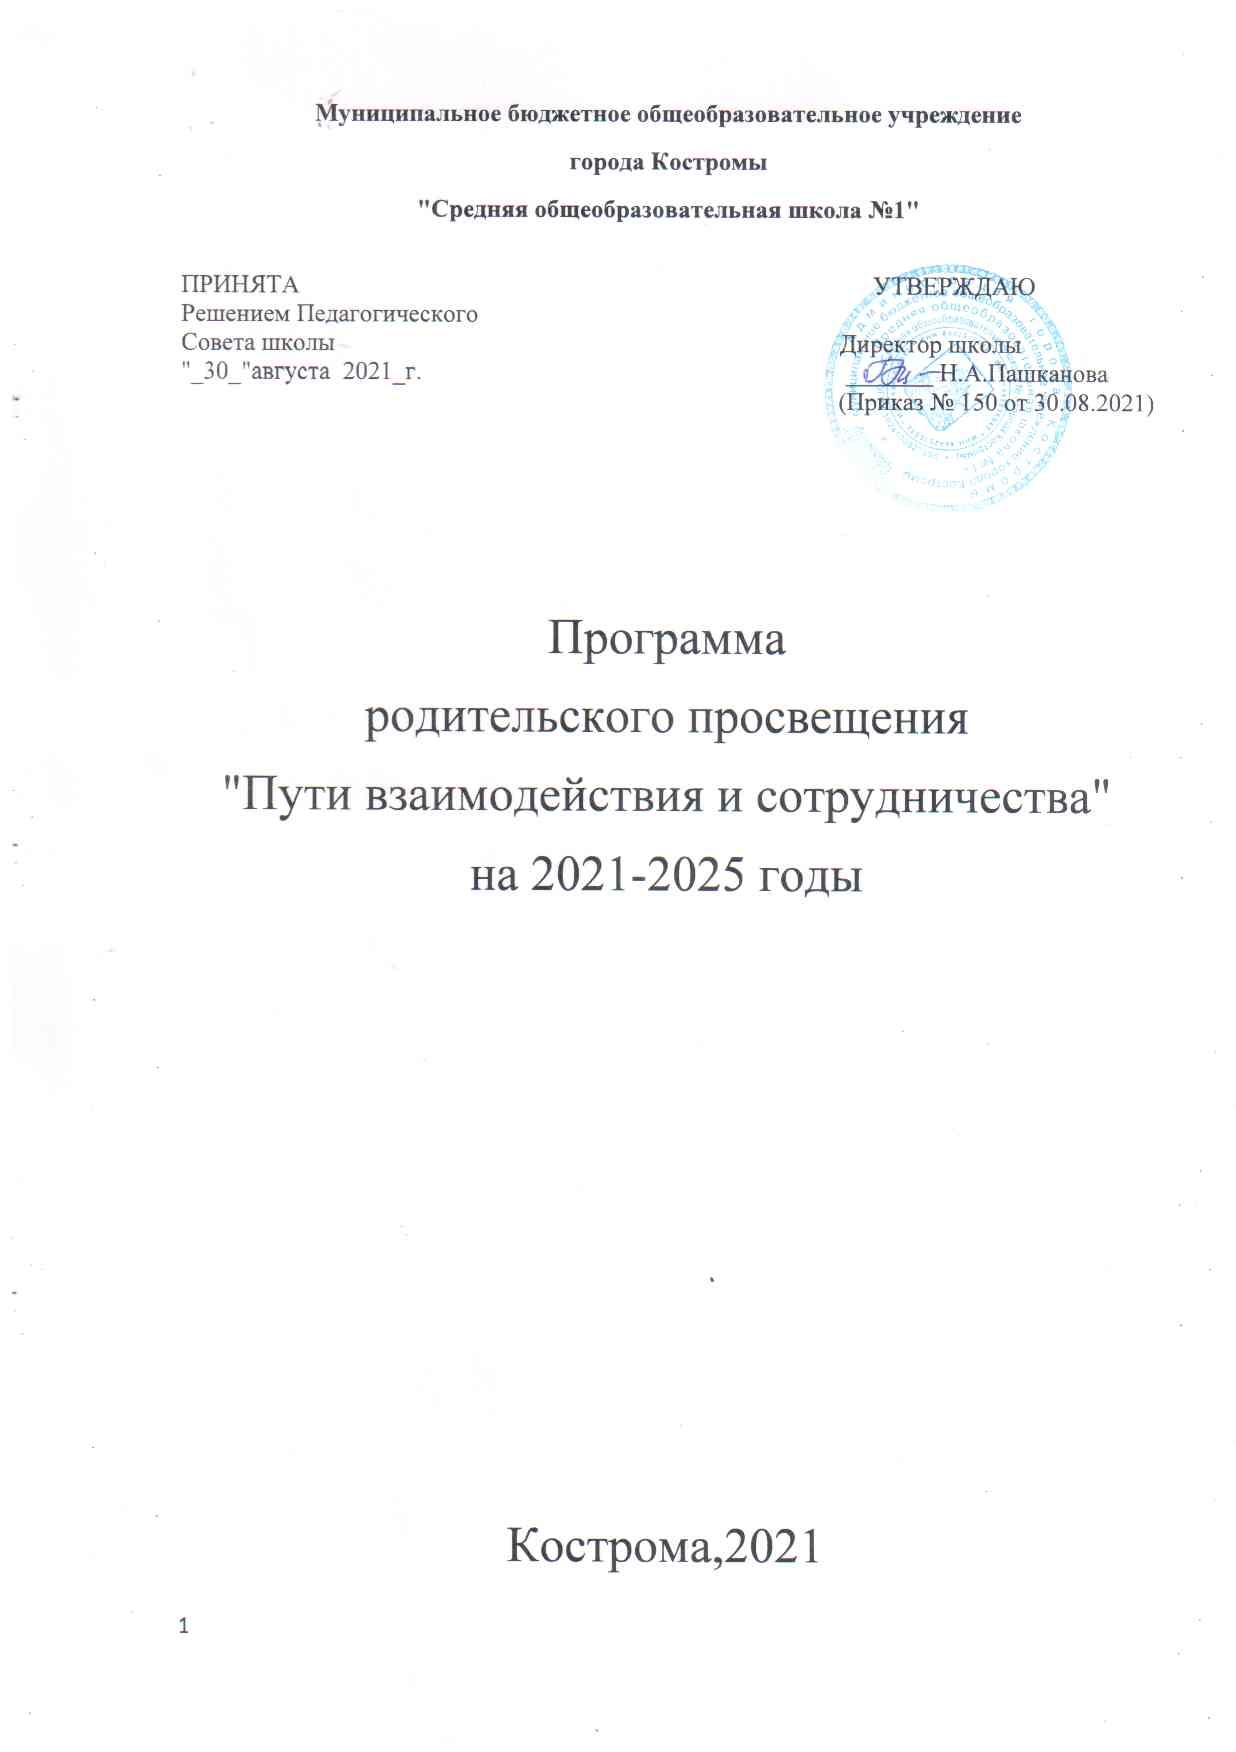 Муниципальное бюджетное общеобразовательное учреждение
города Костромы
"Средняя общеобразовательная школа №1"
ПРИНЯТА
Решением Педагогического
Совета школы
"_30_"августа 2021_г.
УТВЕРЖДАЮ
Директор школы
_______Н.А.Пашканова
(Приказ № 150 от 30.08.2021)
Программа
родительского просвещения
"Пути взаимодействия и сотрудничества"
на 2021-2025 годы
Кострома,2021
1